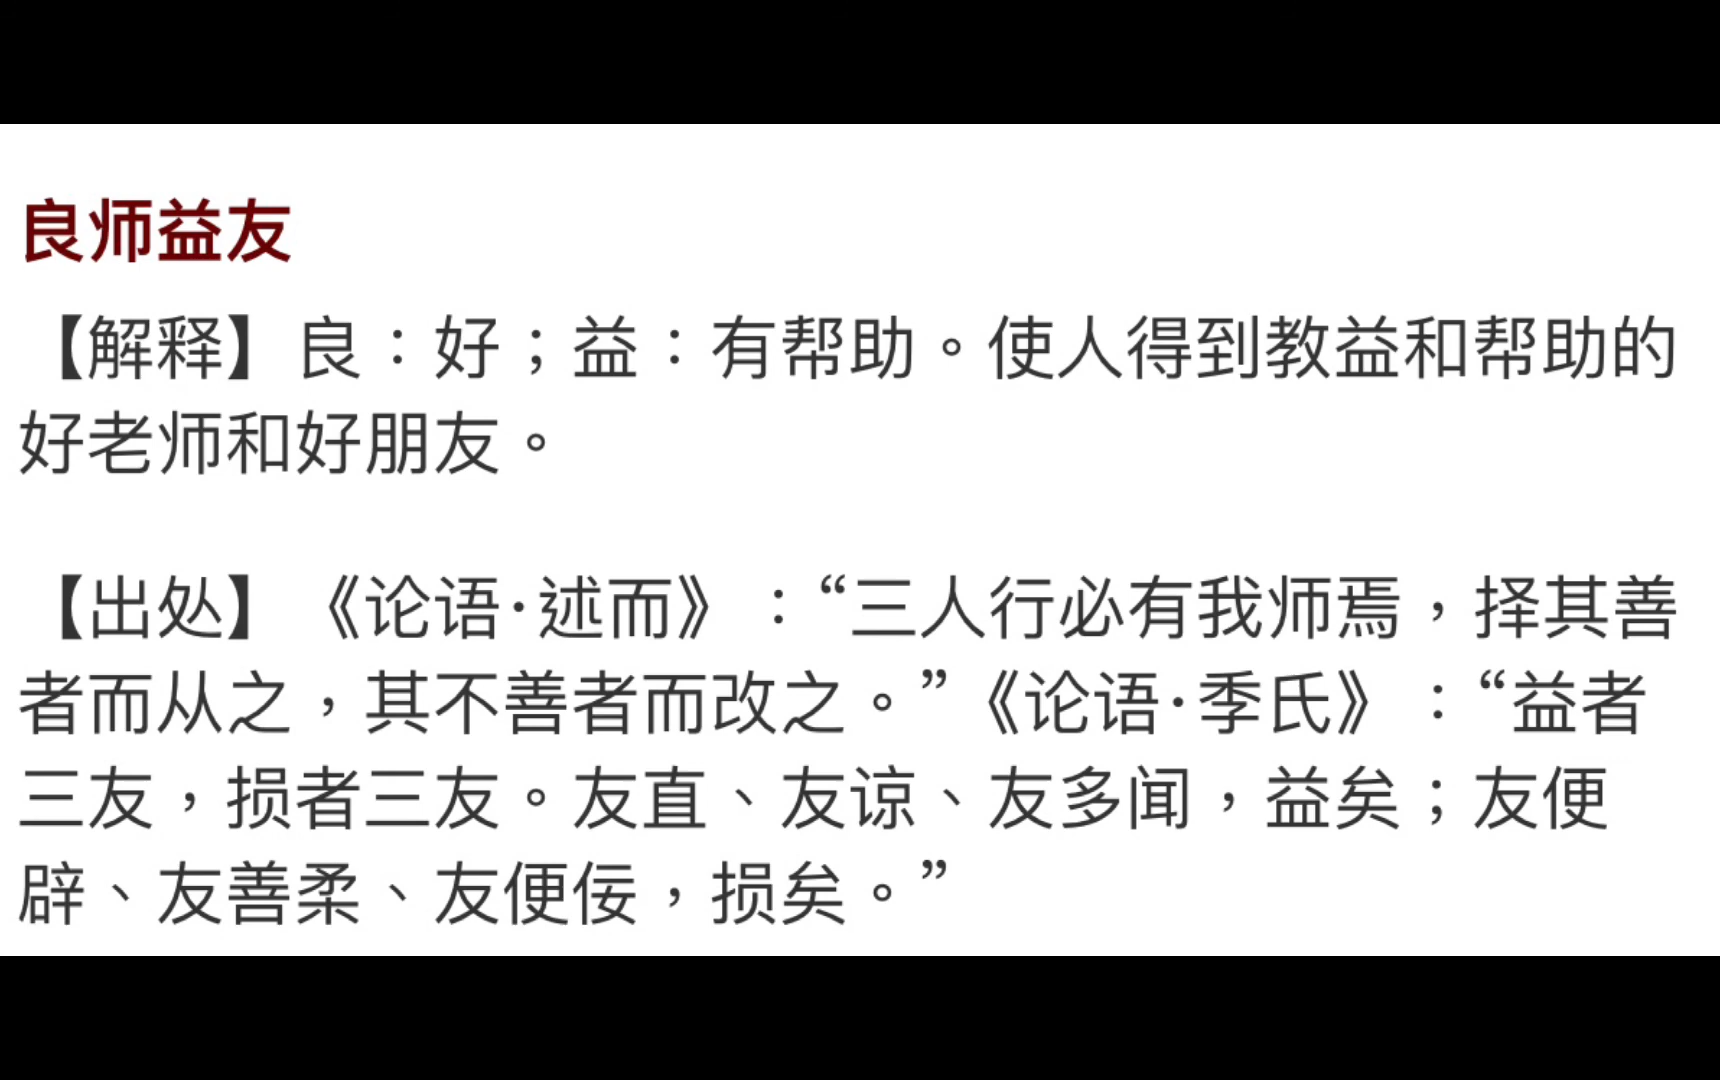 良师益友
【解释】良：好；益：有帮助。使人得到教益和帮助的
好老师和好朋友。
【出处】《论语·述而》：“三人行必有我师焉，择其善
者而从之，其不善者而改之。”《论语·季氏》：“益者
三友，损者三友。友直、友谅、友多闻，益矣；友便
辟、友善柔、友便佞，损矣。”